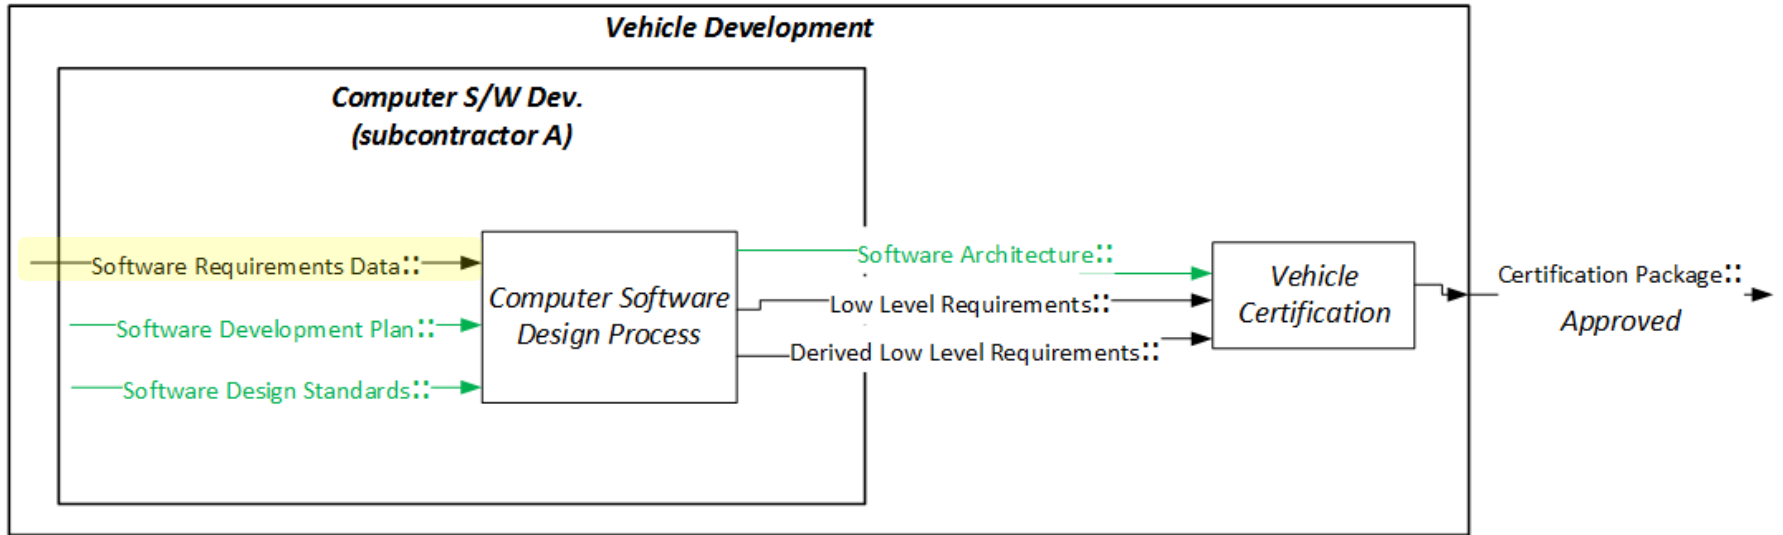 Vehicle Development
Computer S/W Dev.
(subcontractor A)
Software Requirements Data::
Software Development Plan::
Software Design Standards::
Computer Software
Design Process
Software Architecture::
Low Level Requirements::
Derived Low Level Requirements::
Vehicle
Certification
Certification Package::
Approved